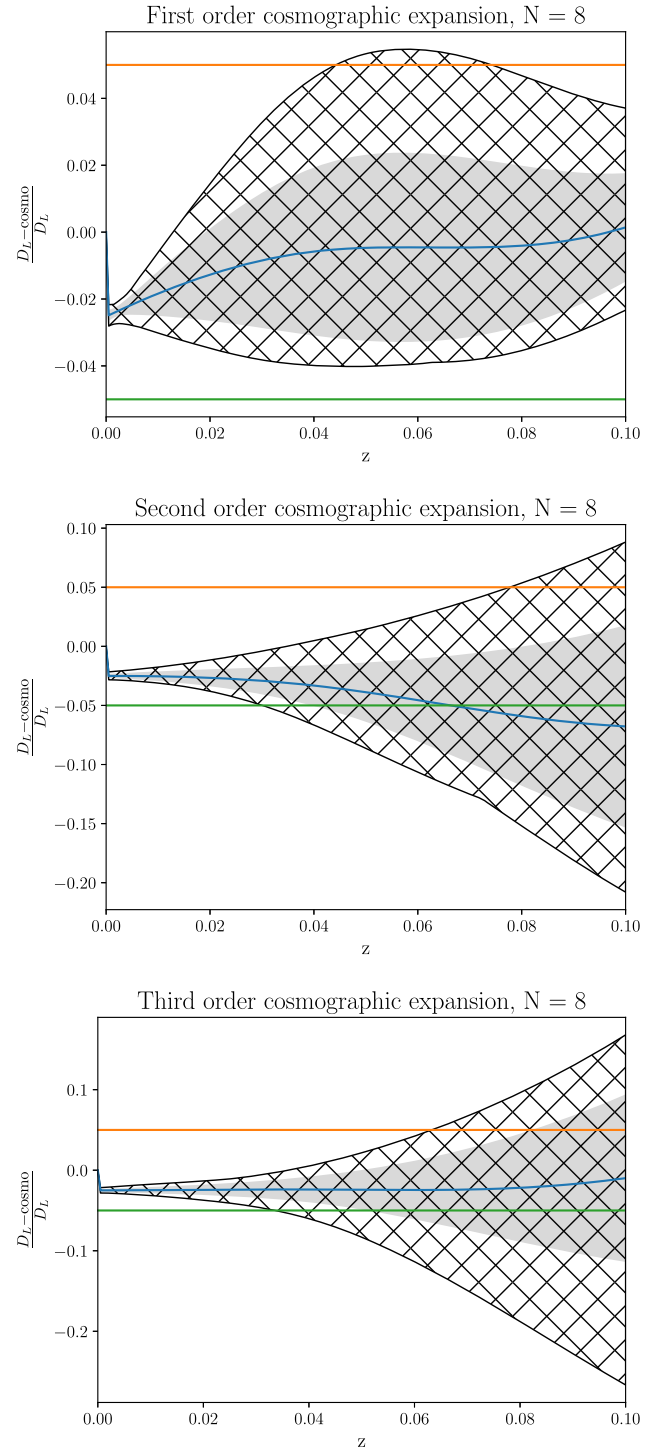 First order cosmographic expansion, N = 8
0.04
0.02
0.00
−0.02
−0.04
D_L−cosmo
D_L
0.00 0.02 0.04 0.06 0.08 0.10
z
Second order cosmographic expansion, N = 8
0.10
0.05
0.00
−0.05
−0.10
−0.15
−0.20
D_L−cosmo
D_L
0.00 0.02 0.04 0.06 0.08 0.10
z
Third order cosmographic expansion, N = 8
0.1
0.0
−0.1
−0.2
D_L−cosmo
D_L
0.00 0.02 0.04 0.06 0.08 0.10
z